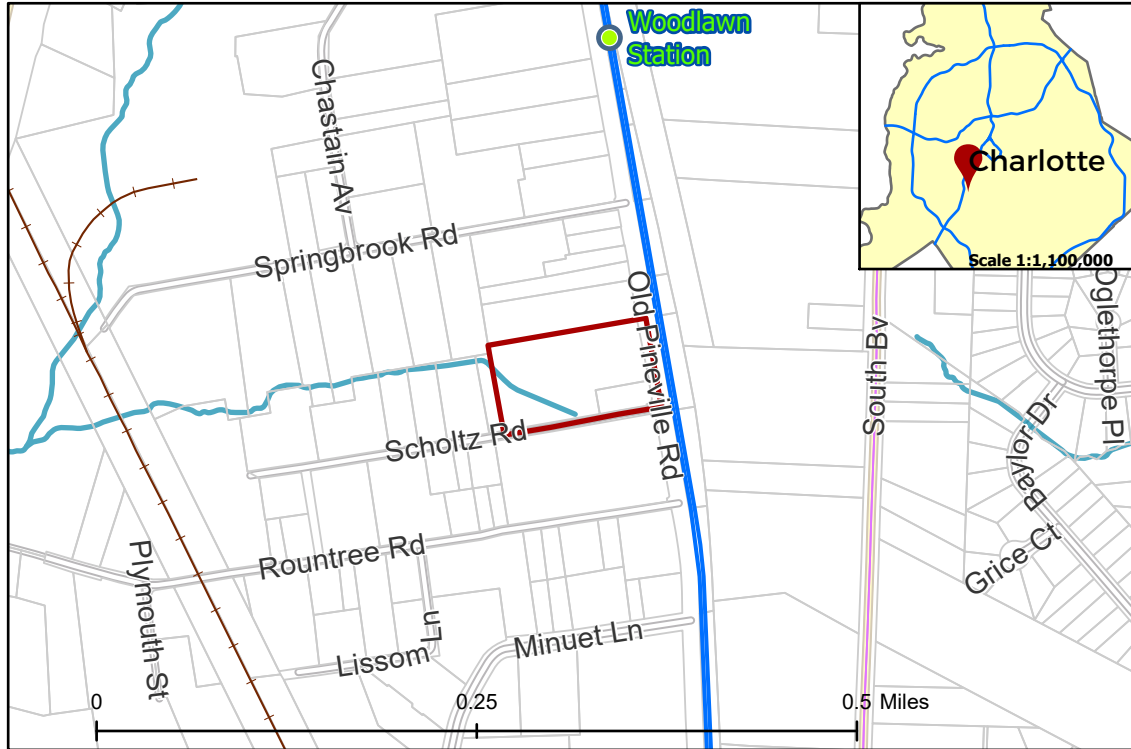 Woodlawn
Station
Chastain Av
Charlotte
Scale 1:1,100,000
Springbrook Rd
Old Pineville Rd
South Bv
Oglethorpe Pl
Baylor Dr
Scholtz Rd
Grice Ct
Rountree Rd
Plymouth St
Ln
Lissom
Minuet Ln
0
0.25
0.5 Miles